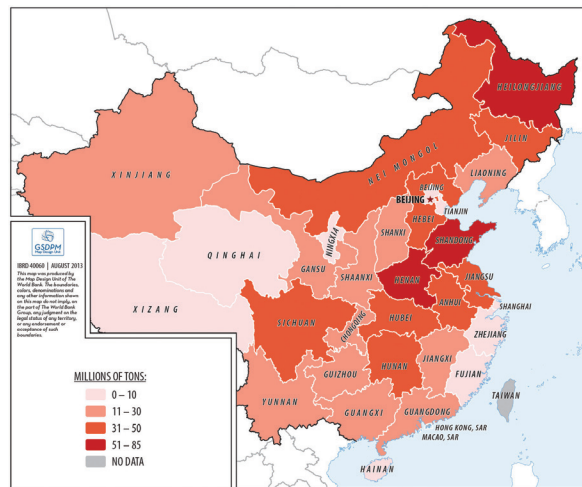 HEILONGJIANG
JILIN
NEI MONGOL
LIAONING
XINJIANG
BEIJING
BEIJING
TIANJIN
HEBEI
SHANXI
NINGXIA
SHANDONG
QINGHAI
GANSU
SHAANXI
HENAN
JIANGSU
XIZANG
ANHUI
SHANGHAI
SICHUAN
CHONGQING
HUBEI
ZHEJIANG
HUNAN
JIANGXI
GUIZHOU
FUJIAN
YUNNAN
GUANGXI
GUANGDONG
TAIWAN
HONG KONG, SAR
MACAO, SAR
HAINAN
GSDPM
Map Design Unit
IBRD 40060 | AUGUST 2013
This map was produced by
the Map Design Unit of The
World Bank. The boundaries,
colors, denominations and
any other information shown
on this map do not imply, on
the part of The World Bank
Group, any judgment on the
legal status of any territory,
or any endorsement or
acceptance of such
boundaries.
MILLIONS OF TONS:
0 – 10
11 – 30
31 – 50
51 – 85
NO DATA